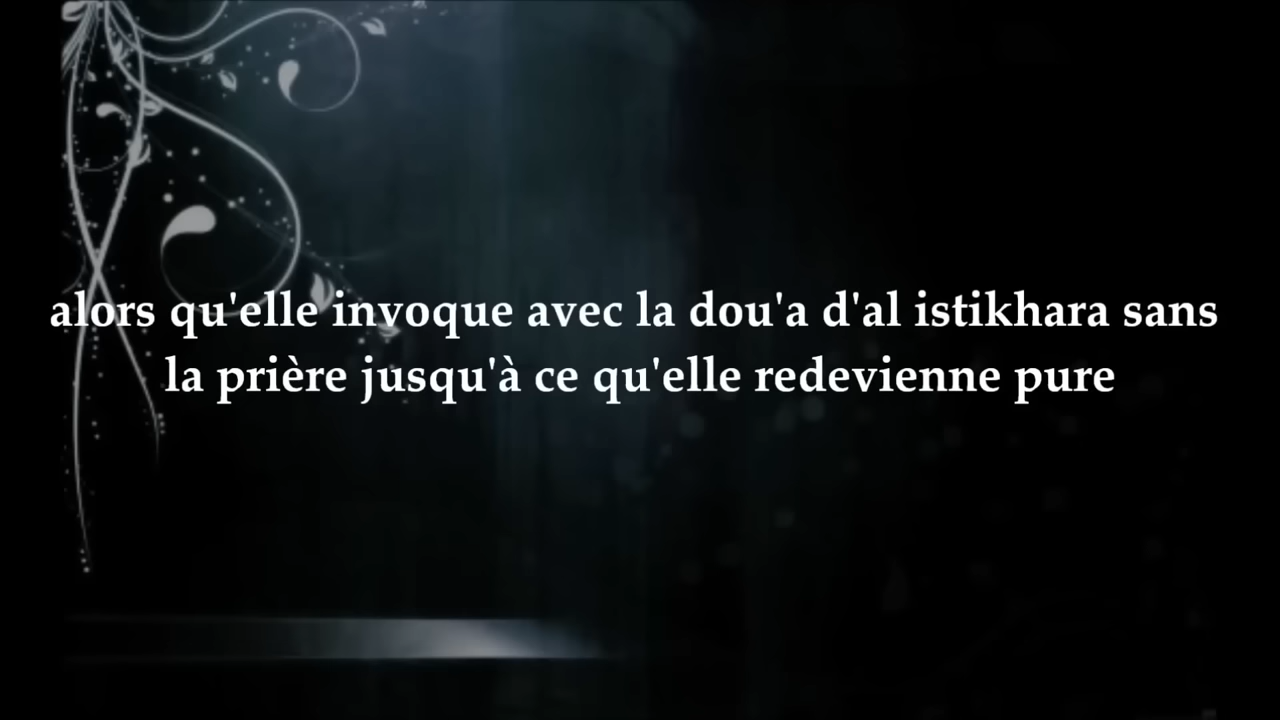 alors qu'elle invoque avec la dou'a d'al istikhara sans
la prière jusqu'à ce qu'elle redevienne pure